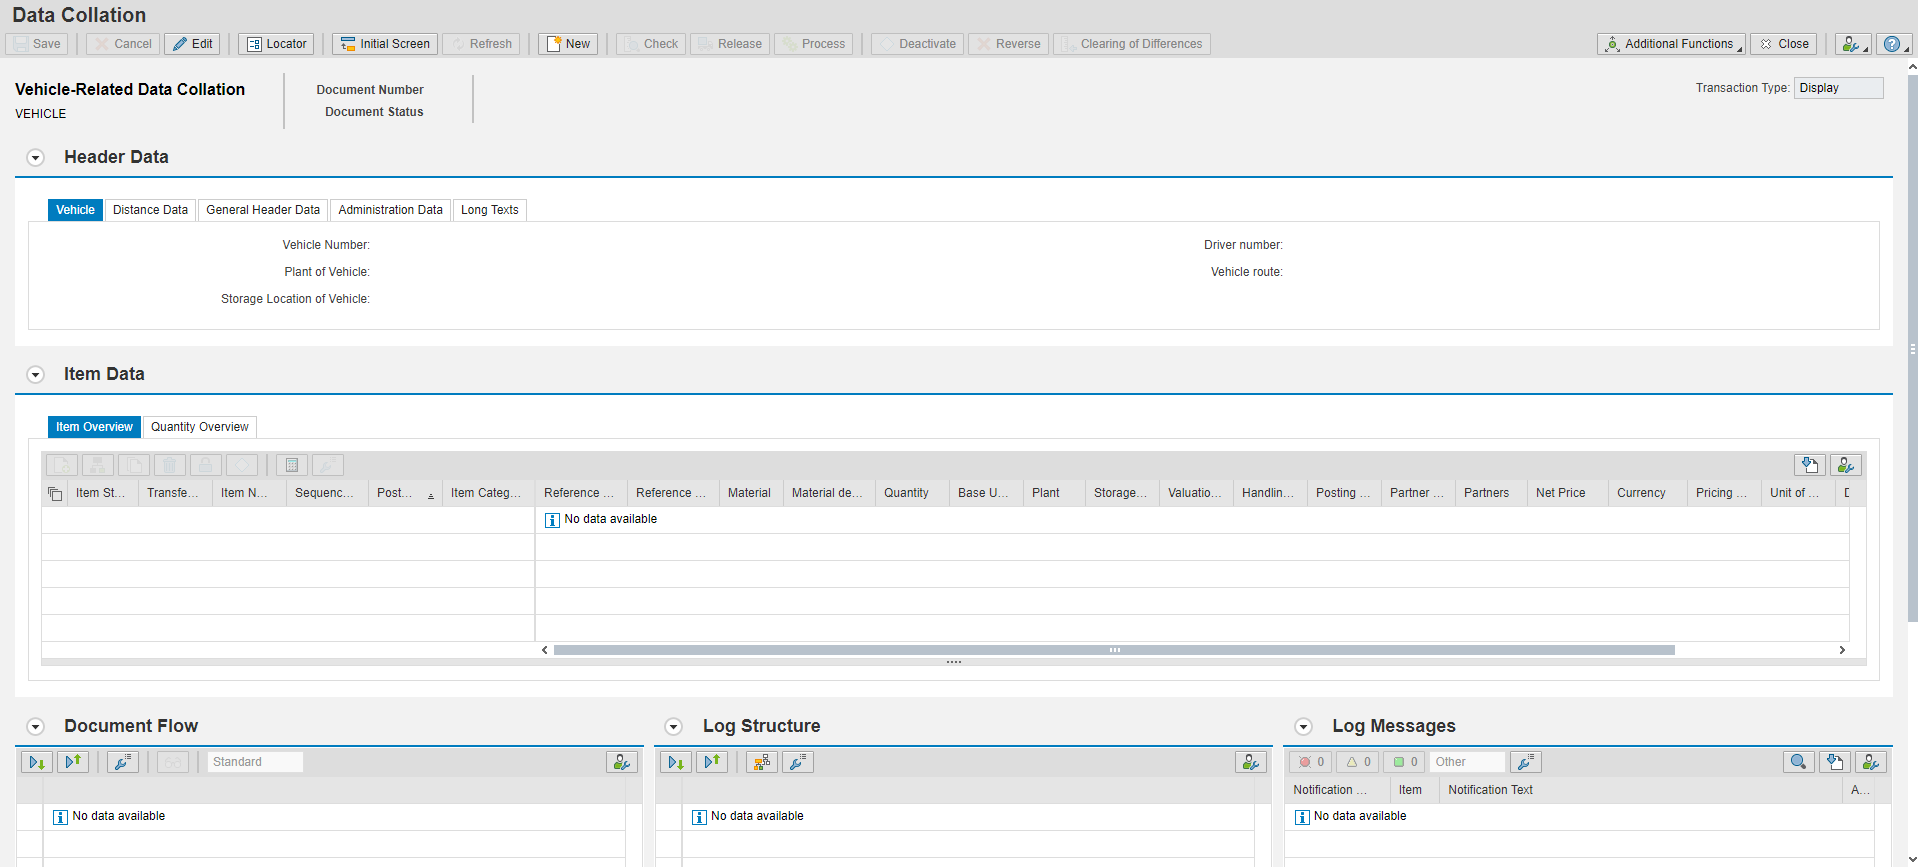 Data Collation
Save Cancel Edit Locator Initial Screen Refresh New Check Release Process Deactivate Reverse Clearing of Differences Additional Functions Close
Vehicle-Related Data Collation
VEHICLE
Document Number
Document Status
Transaction Type: Display
Header Data
Vehicle Distance Data General Header Data Administration Data Long Texts
Vehicle Number: Driver number:
Plant of Vehicle: Vehicle route:
Storage Location of Vehicle:
Item Data
Item Overview Quantity Overview
Item St... Transfe... Item N... Sequenc... Post... Item Categ... Reference ... Reference ... Material Material de... Quantity Base U... Plant Storage... Valuatio... Handlin... Posting ... Partner ... Partners Net Price Currency Pricing ... Unit of ...
No data available
Document Flow Log Structure Log Messages
Standard 0 0 0 Other
Notification ... Item Notification Text A...
No data available No data available No data available